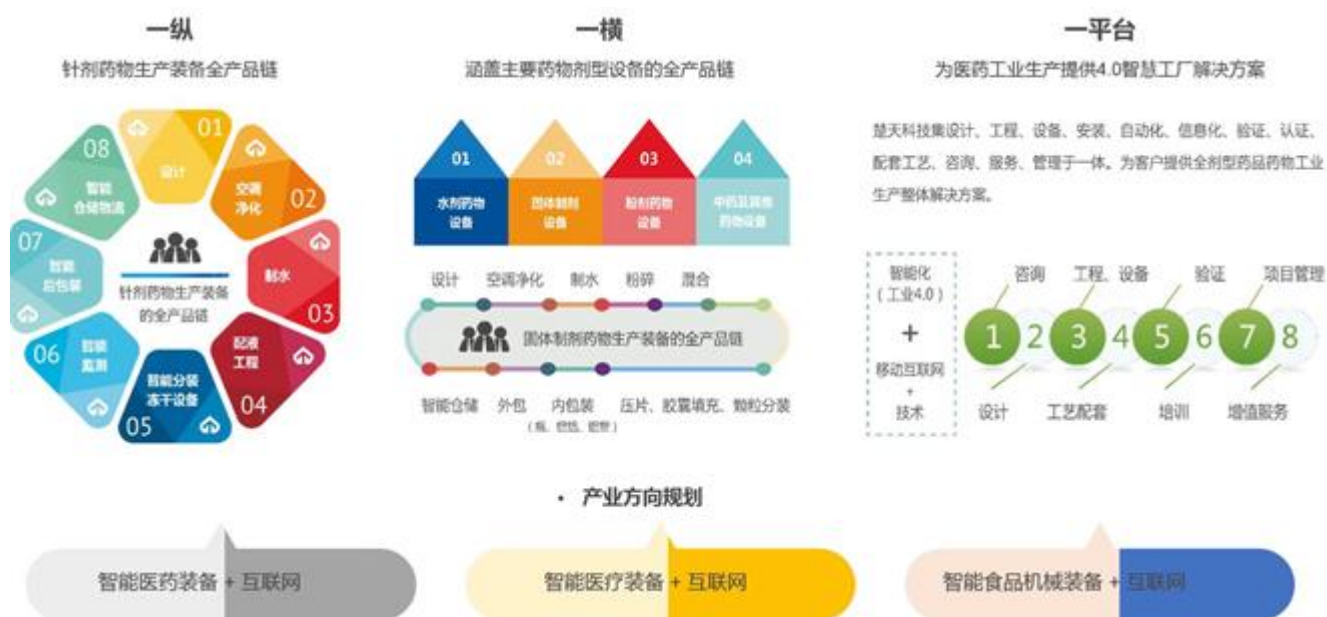 一纵
针剂药物生产装备全产品链
01
设计
空调
净化
02
制水
03
配液
工程
04
智能分装
冻干设备
05
智能
监测
06
智能
后包装
07
智能
仓储物流
08
针剂药物生产装备
的全产品链
一横
涵盖主要药物剂型设备的全产品链
01
02
03
04
水剂药物
设备
固体制剂
设备
粉剂药物
设备
中药及其他
药物设备
设计 空调净化 制水 粉碎 混合
固体制剂药物生产装备的全产品链
智能仓储 外包 内包装 压片、胶囊填充、颗粒分装
一平台
为医药工业生产提供4.0智慧工厂解决方案
楚天科技集设计、工程、设备、安装、自动化、信息化、验证、认证、
配套工艺、咨询、服务、管理于一体。为客户提供全剂型药品药物工业
生产整体解决方案。
智能化
（工业4.0）
+
移动互联网
+
技术
咨询 工程、设备 验证 项目管理
1 2 3 4 5 6 7 8
设计 工艺配套 培训 增值服务
• 产业方向规划
智能医药装备 + 互联网
智能医疗装备 + 互联网
智能食品机械装备 + 互联网